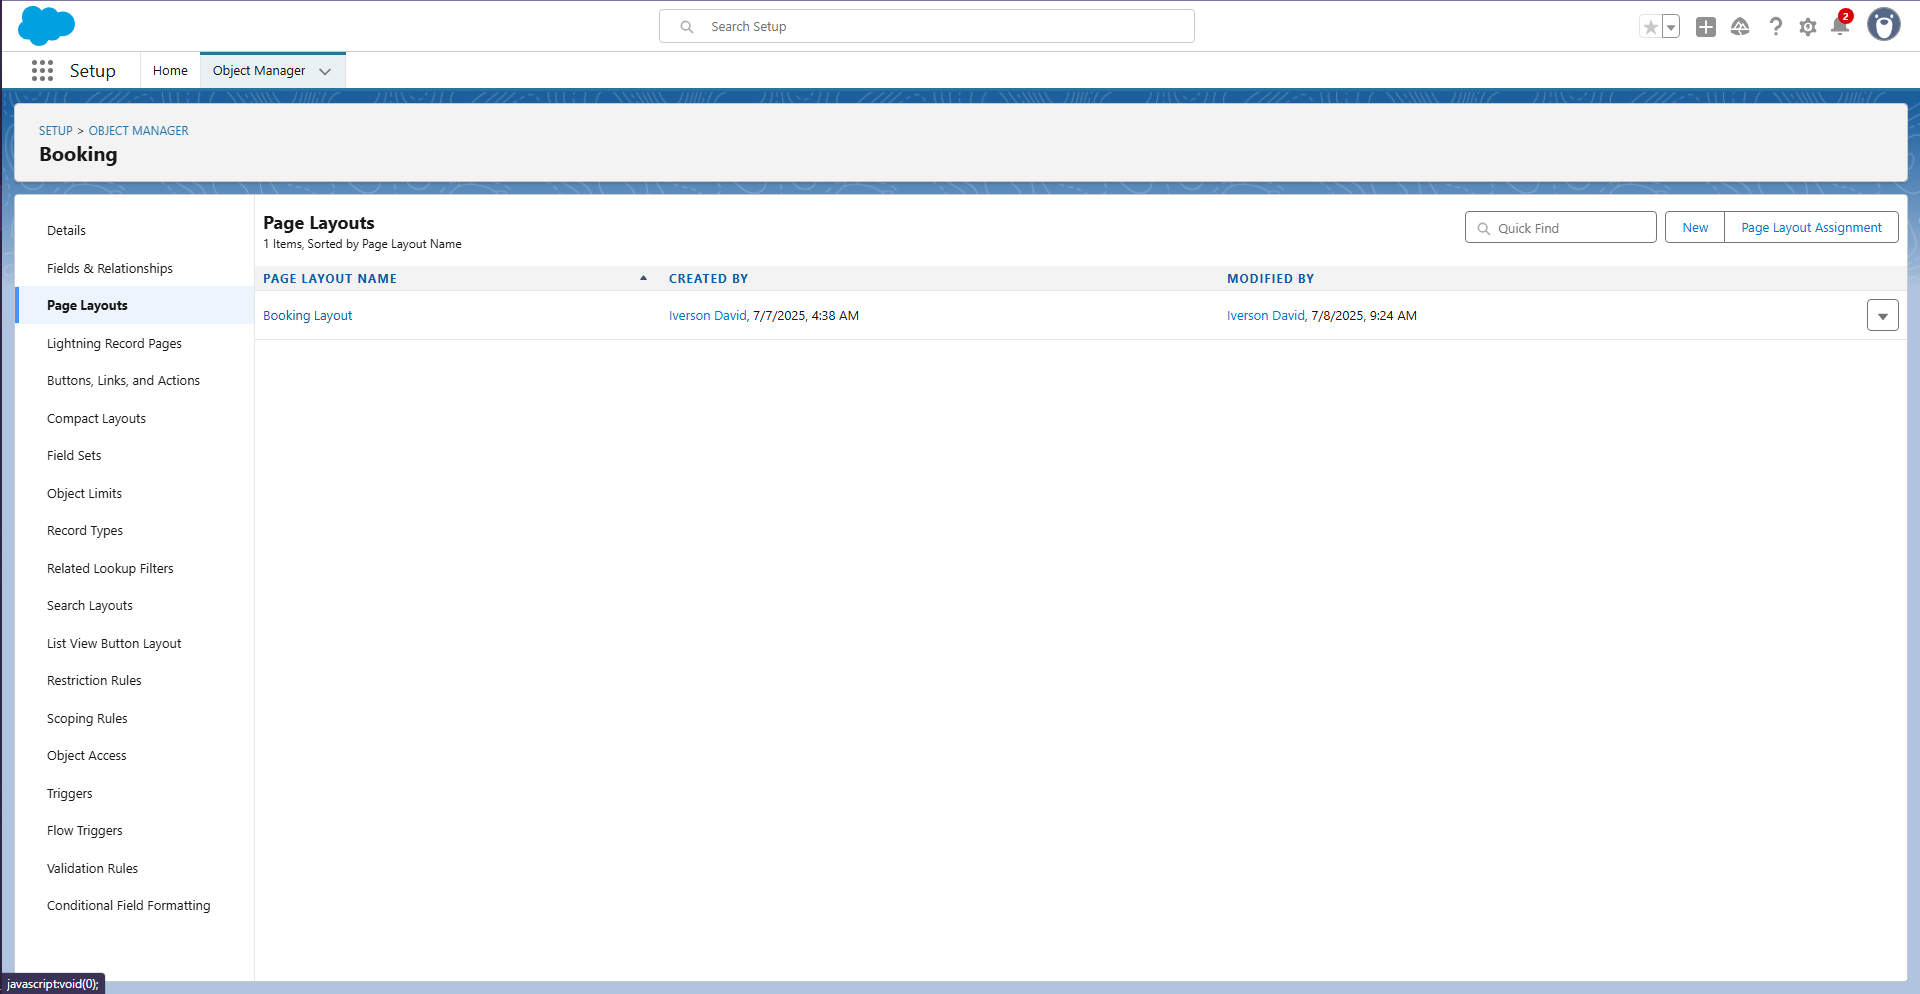 Search Setup
2
Setup
Home
Object Manager
SETUP > OBJECT MANAGER
Booking
Details
Fields & Relationships
Page Layouts
Lightning Record Pages
Buttons, Links, and Actions
Compact Layouts
Field Sets
Object Limits
Record Types
Related Lookup Filters
Search Layouts
List View Button Layout
Restriction Rules
Scoping Rules
Object Access
Triggers
Flow Triggers
Validation Rules
Conditional Field Formatting
Page Layouts
1 Items, Sorted by Page Layout Name
Quick Find
New
Page Layout Assignment
PAGE LAYOUT NAME CREATED BY MODIFIED BY
Booking Layout Iverson David, 7/7/2025, 4:38 AM Iverson David, 7/8/2025, 9:24 AM
javascript:void(0);